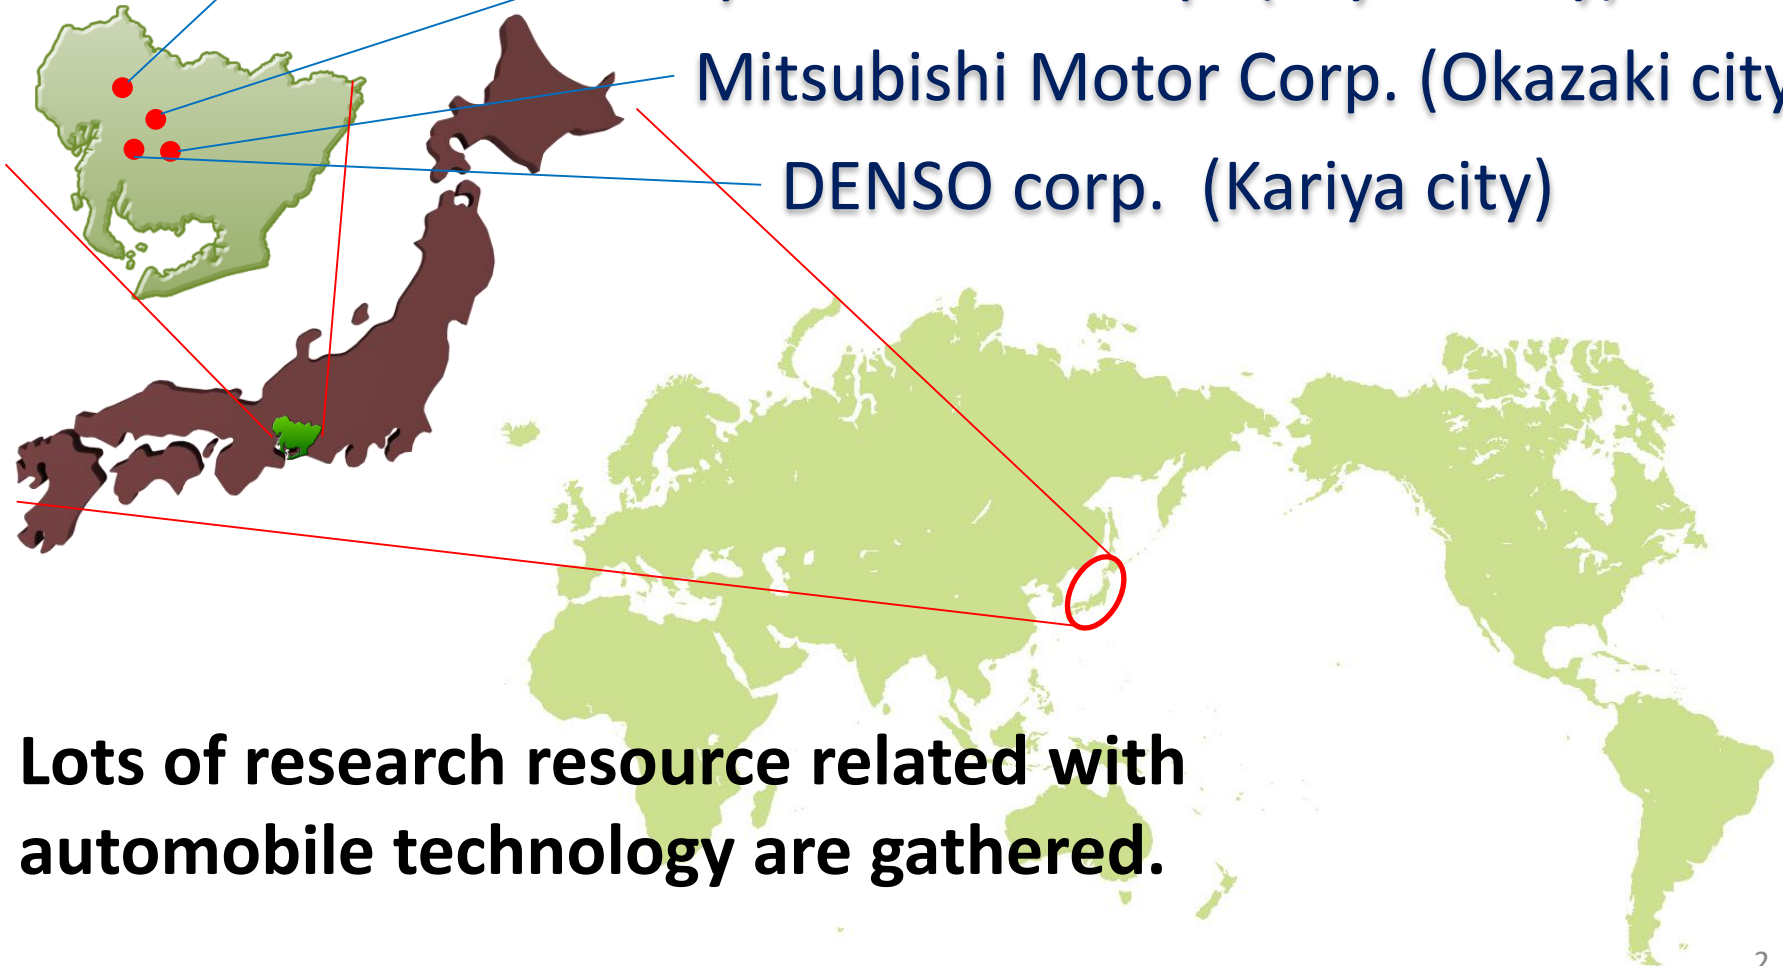 Mitsubishi Motor Corp. (Okazaki city
DENSO corp. (Kariya city)
Lots of research resource related with
automobile technology are gathered.
2